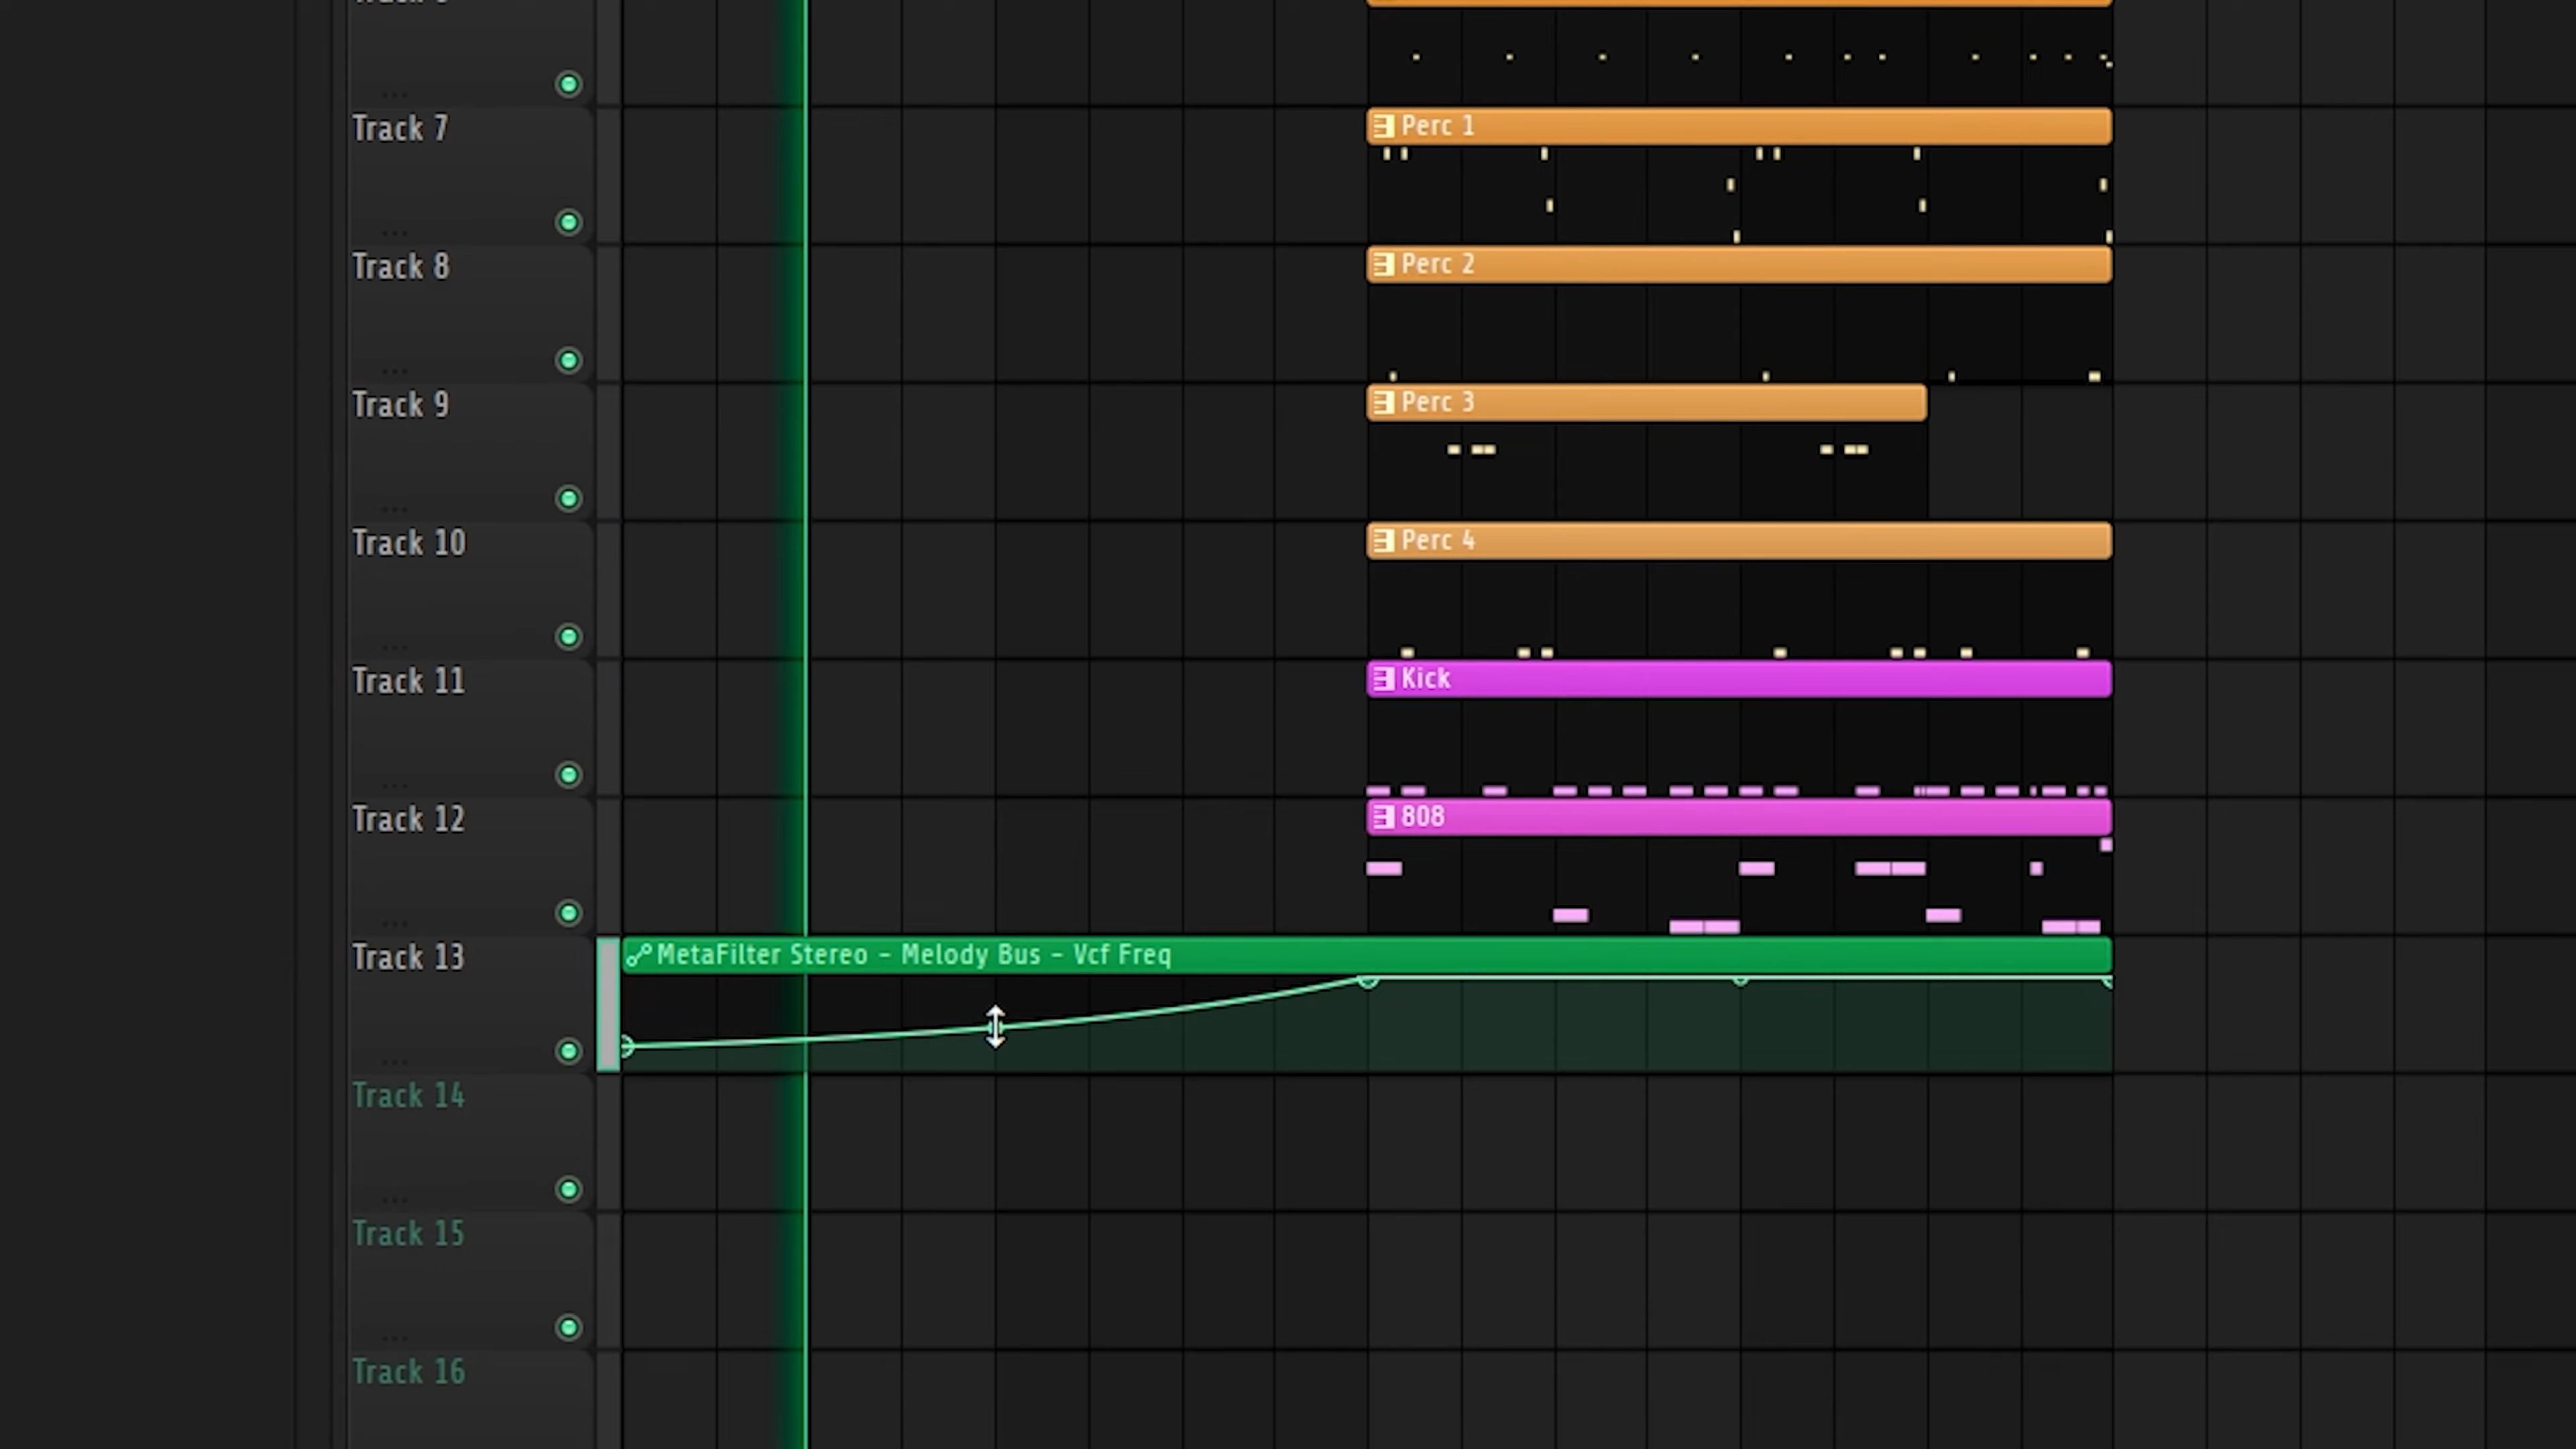 Track 7
Perc 1
Track 8
Perc 2
Track 9
Perc 3
Track 10
Perc 4
Track 11
Kick
Track 12
808
Track 13
MetaFilter Stereo - Melody Bus - Vcf Freq
Track 14
Track 15
Track 16